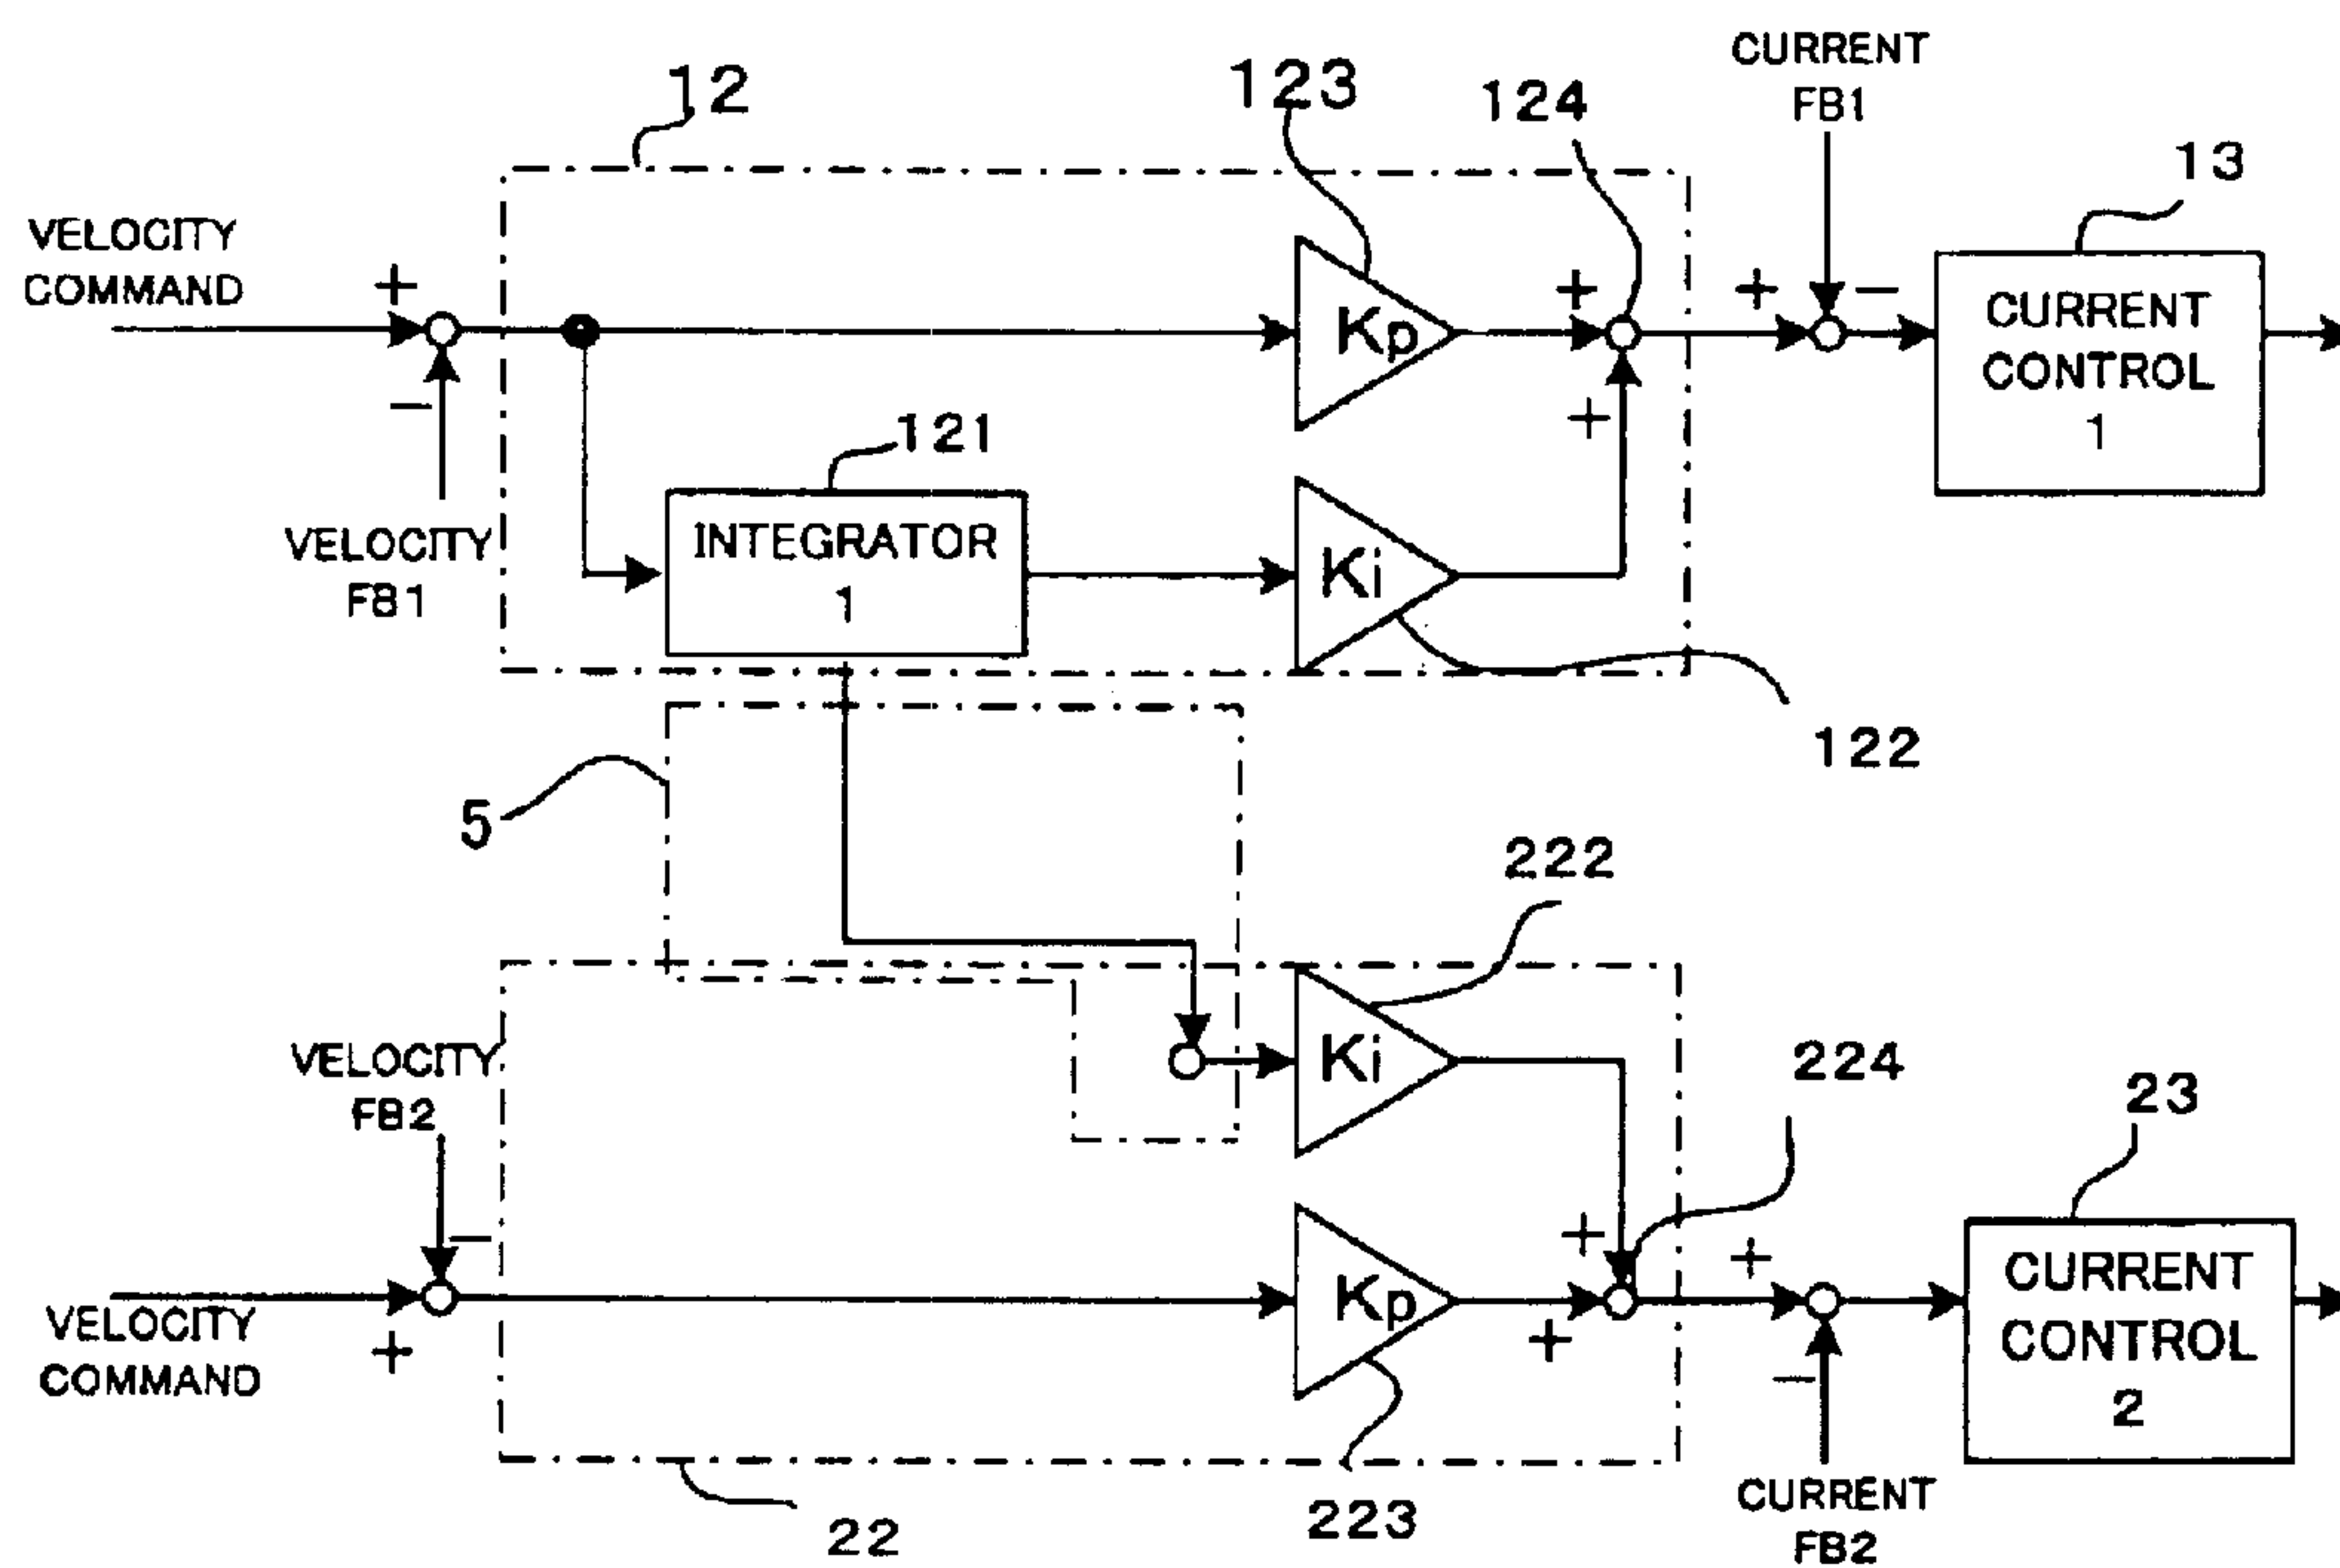 CURRENT
FB1
12
123
124
13
VELOCITY
COMMAND
+
+
+
−
Kp
CURRENT
CONTROL
1
−
+
121
INTEGRATOR
1
Ki
VELOCITY
FB1
122
5
222
VELOCITY
FB2
Ki
224
23
−
+
+
Kp
CURRENT
CONTROL
2
VELOCITY
COMMAND
+
+
−
22
223
CURRENT
FB2